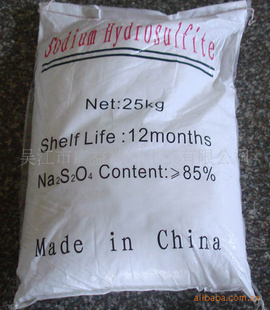 Sodium Hydrosulfite
Net:25kg
Shelf Life :12months
Na₂S₂O₄ Content:≥85%
Made in China
alibaba.com.cn